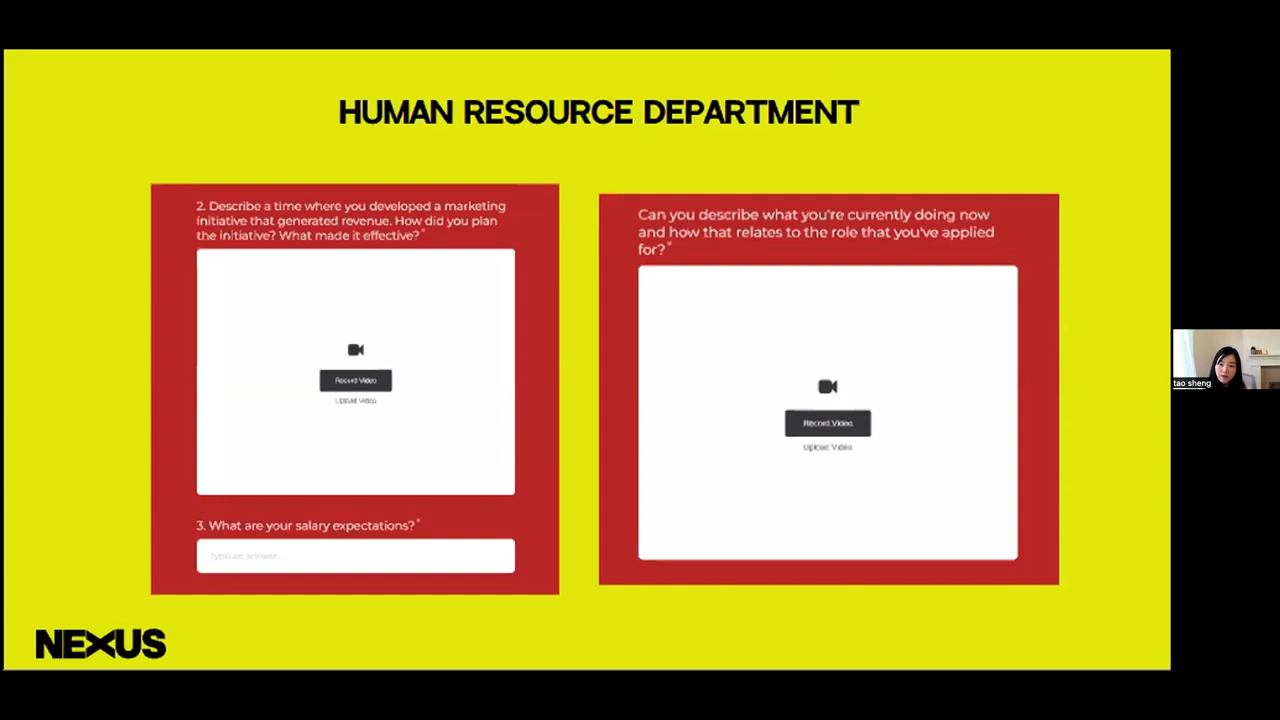 HUMAN RESOURCE DEPARTMENT
2. Describe a time where you developed a marketing
initiative that generated revenue. How did you plan
the initiative? What made it effective?*
Record Video
Upload Video
3. What are your salary expectations?*
Type an answer..
Can you describe what you're currently doing now
and how that relates to the role that you've applied
for?*
Record Video
Upload Video
NEXUS
tao sheng